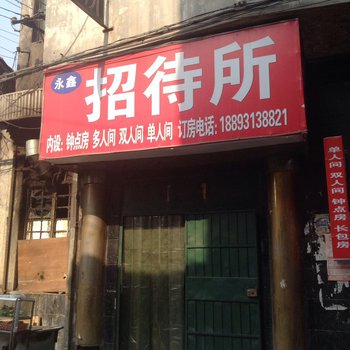 永鑫
招待所
内设: 钟点房 多人间 双人间 单人间 订房电话: 18893138821
单人间 双人间 钟点房 长包房